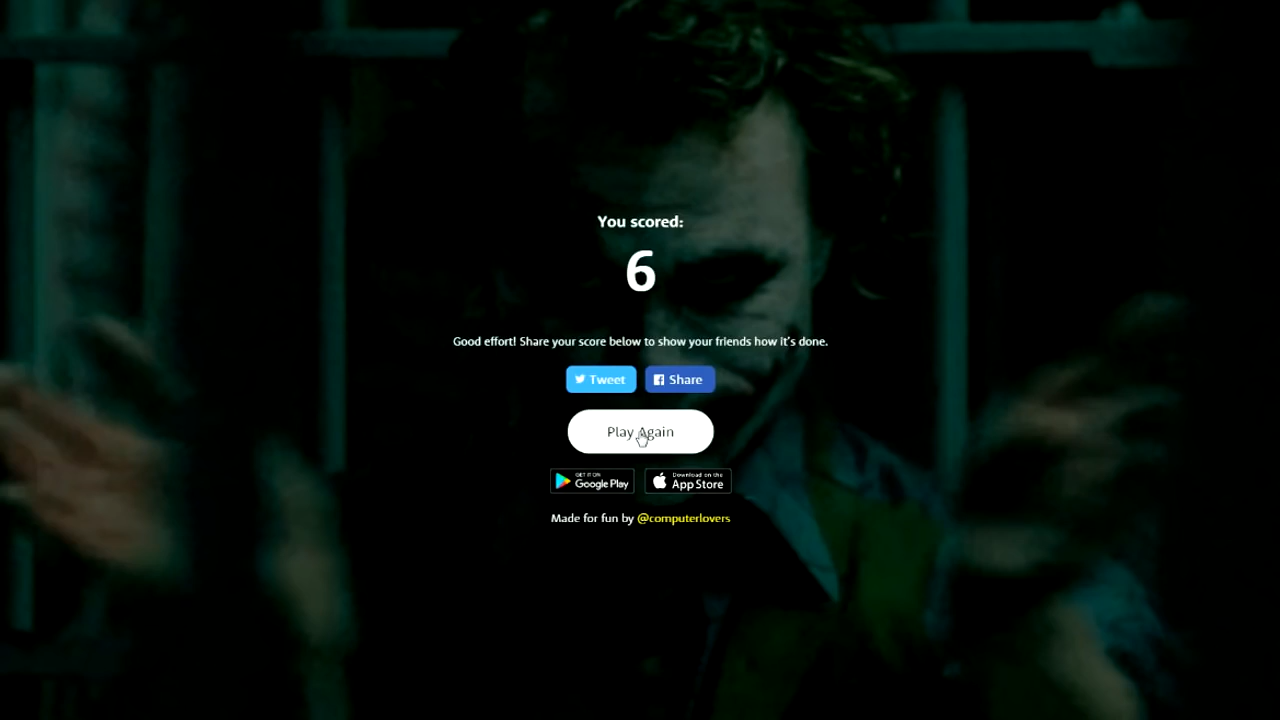 You scored:
6
Good effort! Share your score below to show your friends how it's done.
Tweet
Share
Play Again
GET IT ON
Google Play
Download on the
App Store
Made for fun by @computerlovers